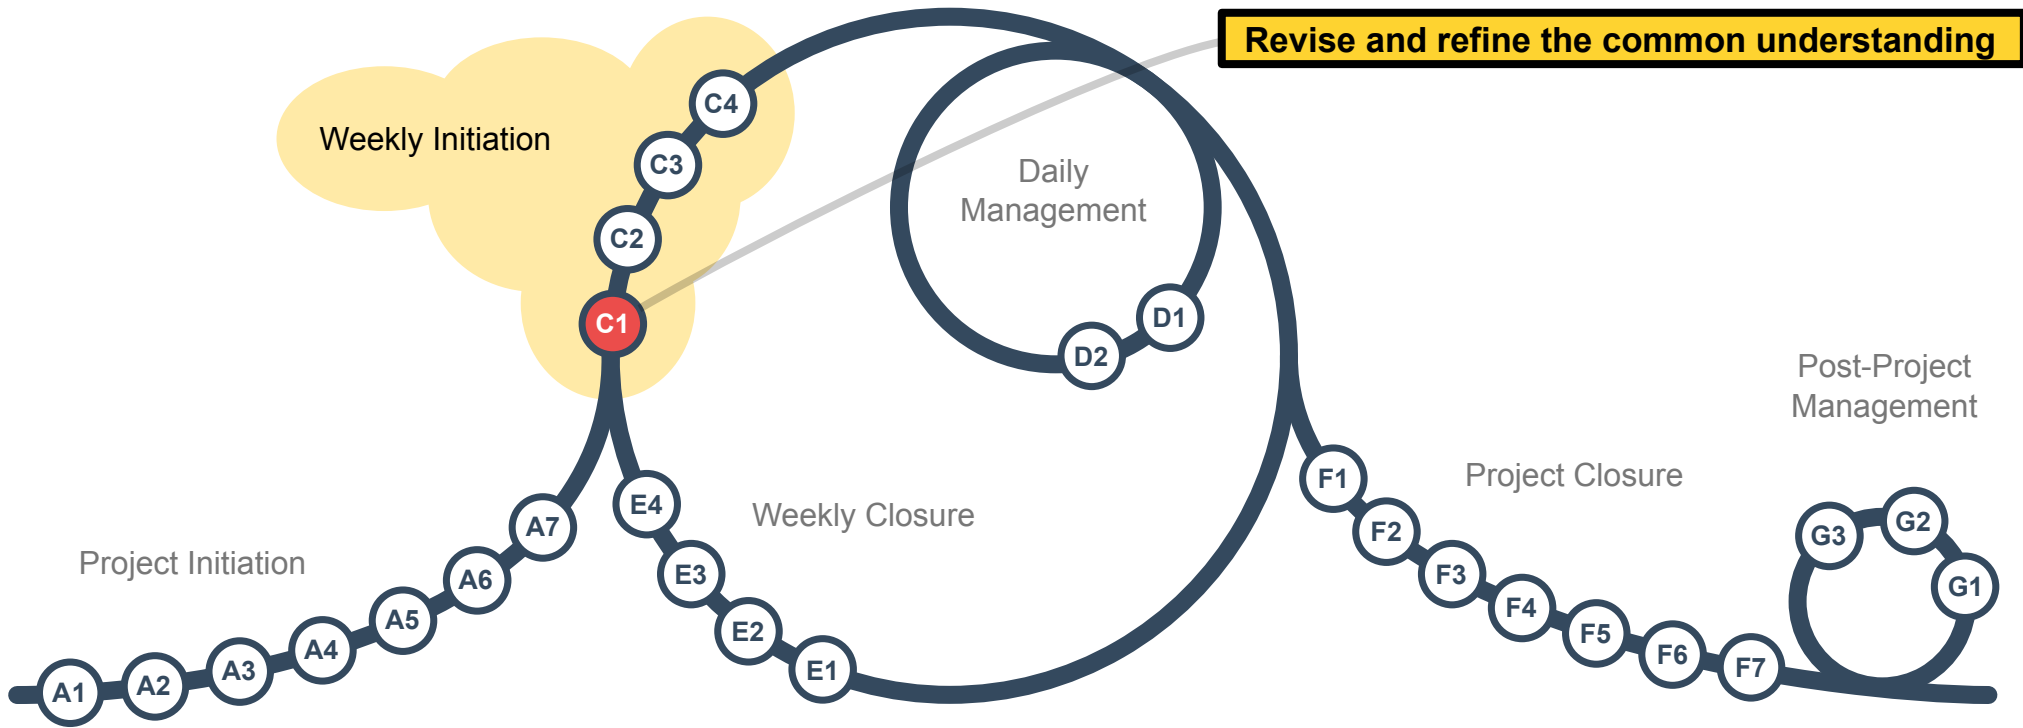 Revise and refine the common understanding
Weekly Initiation
C4
C3
C2
C1
Daily
Management
D1
D2
Post-Project
Management
Project Initiation
A1
A2
A3
A4
A5
A6
A7
Weekly Closure
E4
E3
E2
E1
Project Closure
F1
F2
F3
F4
F5
F6
F7
G3
G2
G1